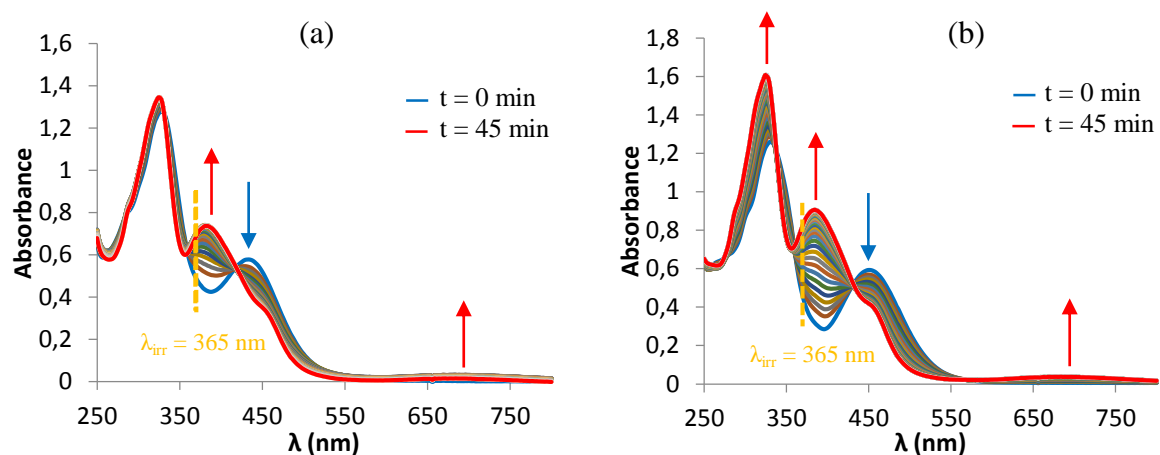 (a)
1,6
1,4
1,2
1
0,8
0,6
0,4
0,2
0
Absorbance
t = 0 min
t = 45 min
λirr = 365 nm
250 350 450 550 650 750
λ (nm)
(b)
1,8
1,6
1,4
1,2
1
0,8
0,6
0,4
0,2
0
Absorbance
t = 0 min
t = 45 min
λirr = 365 nm
250 350 450 550 650 750
λ (nm)